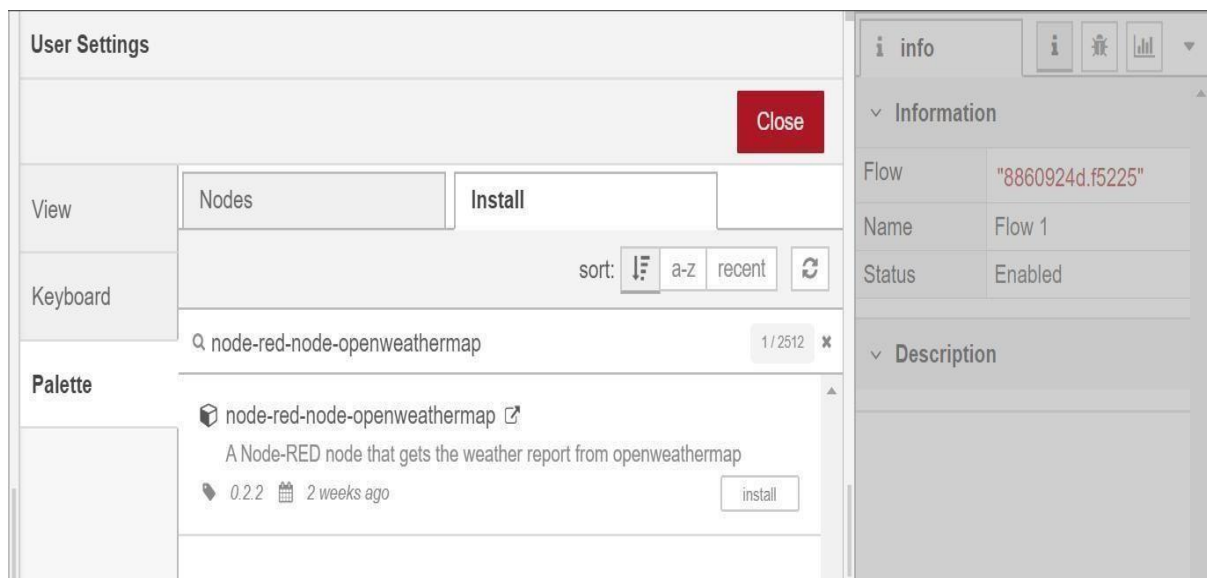 User Settings
Close
View
Keyboard
Palette
Nodes
Install
sort: a-z recent
node-red-node-openweathermap
1 / 2512
node-red-node-openweathermap
A Node-RED node that gets the weather report from openweathermap
0.2.2 2 weeks ago
install
i info
i
Information
Flow "8860924d.f5225"
Name Flow 1
Status Enabled
Description